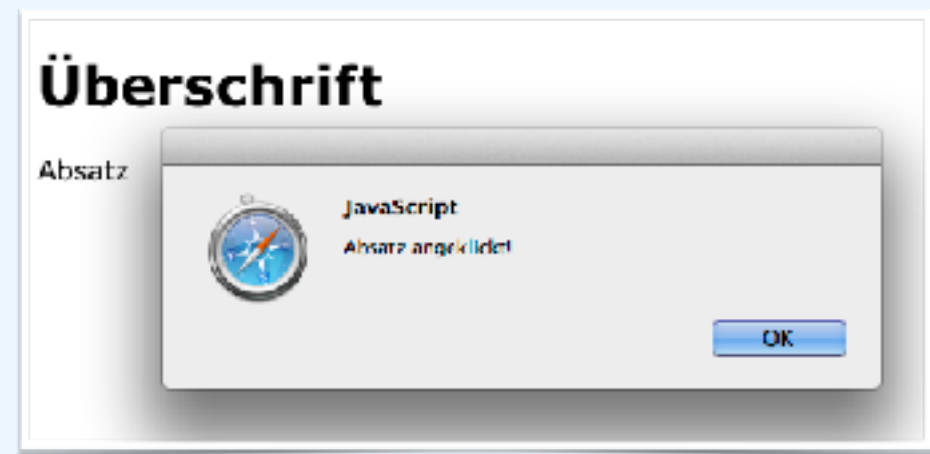 Überschrift
Absatz
JavaScript
Absatz angeklickt!
OK